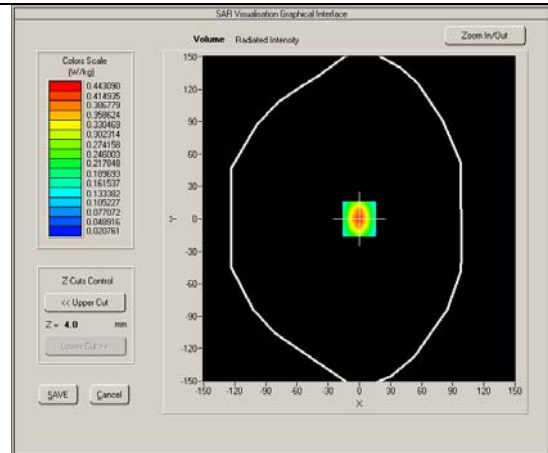 SAR Visualisation Graphical Interface
Volume Radiated Intensity
Zoom In/Out
Colors Scale
(W/kg)
0.443090
0.414935
0.386779
0.358624
0.330469
0.302314
0.274158
0.246003
0.217848
0.189693
0.161537
0.133382
0.105227
0.077072
0.048916
0.020761
Z Cuts Control
<< Upper Cut
Z = 4.0 mm
Lower Cut >>
SAVE Cancel
150-
120-
90-
60-
30-
Y 0-
-30-
-60-
-90-
-120-
-150-
-150 -120 -90 -60 -30 0 30 60 90 120 150
X